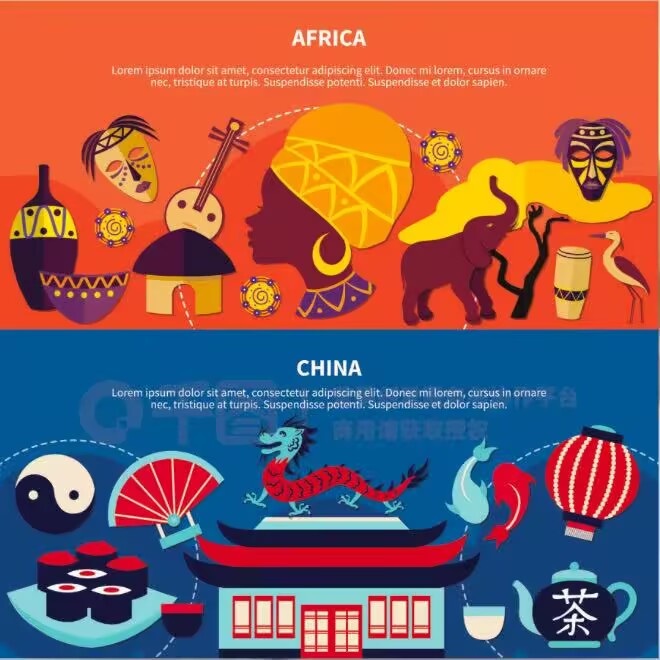 AFRICA
Lorem ipsum dolor sit amet, consectetur adipiscing elit. Donec mi lorem, cursus in ornare
nec, tristique at turpis. Suspendisse potenti. Suspendisse et dolor sapien.
CHINA
Lorem ipsum dolor sit amet, consectetur adipiscing elit. Donec mi lorem, cursus in ornare
nec, tristique at turpis. Suspendisse potenti. Suspendisse et dolor sapien.
茶